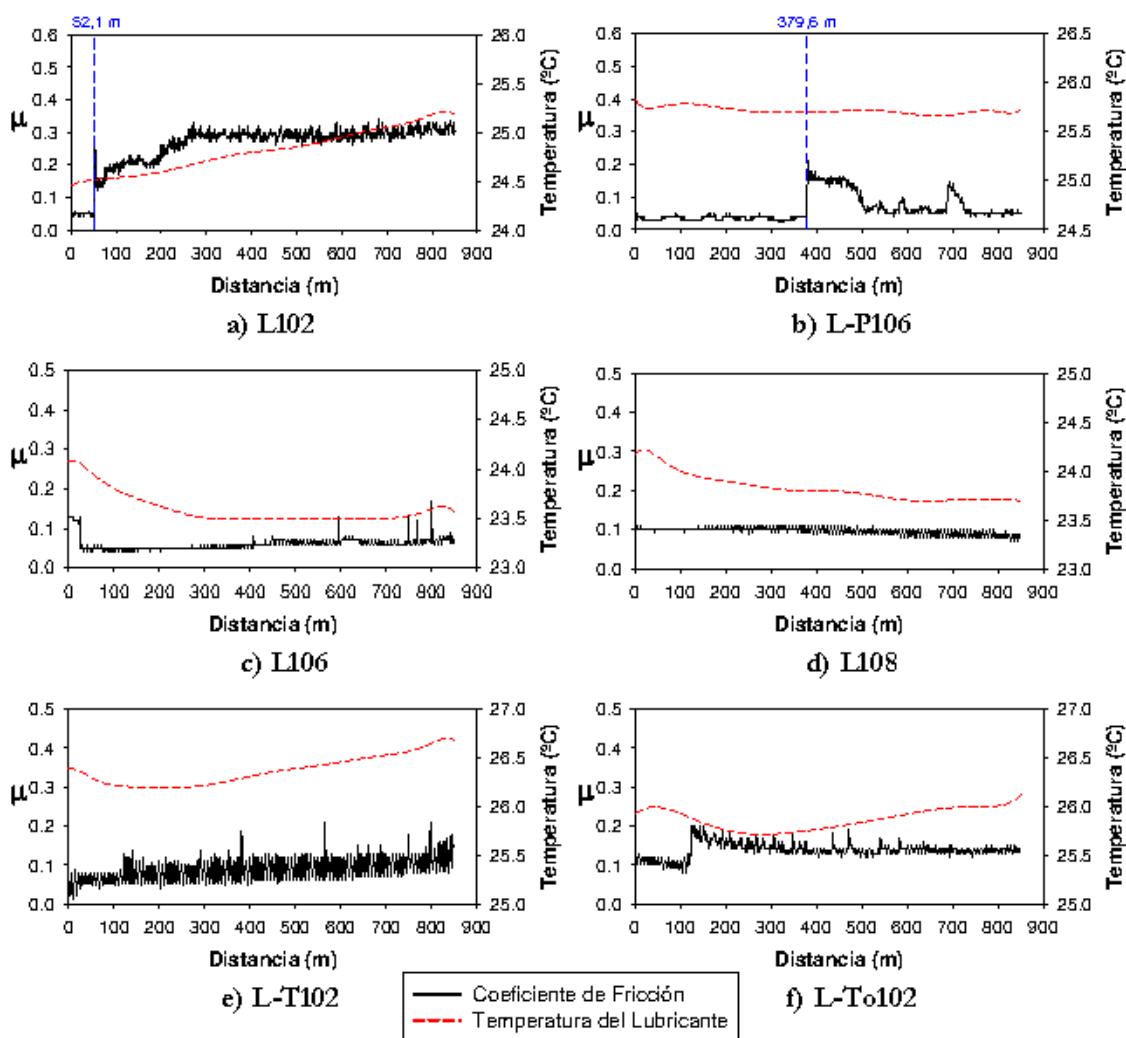 52,1 m
379,6 m
0.6
0.5
0.4
0.3
0.2
0.1
0.0
μ
26.0
25.5
25.0
24.5
24.0
Temperatura (ºC)
0 100 200 300 400 500 600 700 800 900
Distancia (m)
a) L102
0.6
0.5
0.4
0.3
0.2
0.1
0.0
μ
26.5
26.0
25.5
25.0
24.5
Temperatura (ºC)
0 100 200 300 400 500 600 700 800 900
Distancia (m)
b) L-P106
0.5
0.4
0.3
0.2
0.1
0.0
μ
25.0
24.5
24.0
23.5
23.0
Temperatura (ºC)
0 100 200 300 400 500 600 700 800 900
Distancia (m)
c) L106
0.5
0.4
0.3
0.2
0.1
0.0
μ
25.0
24.5
24.0
23.5
23.0
Temperatura (ºC)
0 100 200 300 400 500 600 700 800 900
Distancia (m)
d) L108
0.5
0.4
0.3
0.2
0.1
0.0
μ
27.0
26.5
26.0
25.5
25.0
Temperatura (ºC)
0 100 200 300 400 500 600 700 800 900
Distancia (m)
e) L-T102
0.5
0.4
0.3
0.2
0.1
0.0
μ
27.0
26.5
26.0
25.5
25.0
Temperatura (ºC)
0 100 200 300 400 500 600 700 800 900
Distancia (m)
f) L-To102
Coeficiente de Fricción
Temperatura del Lubricante